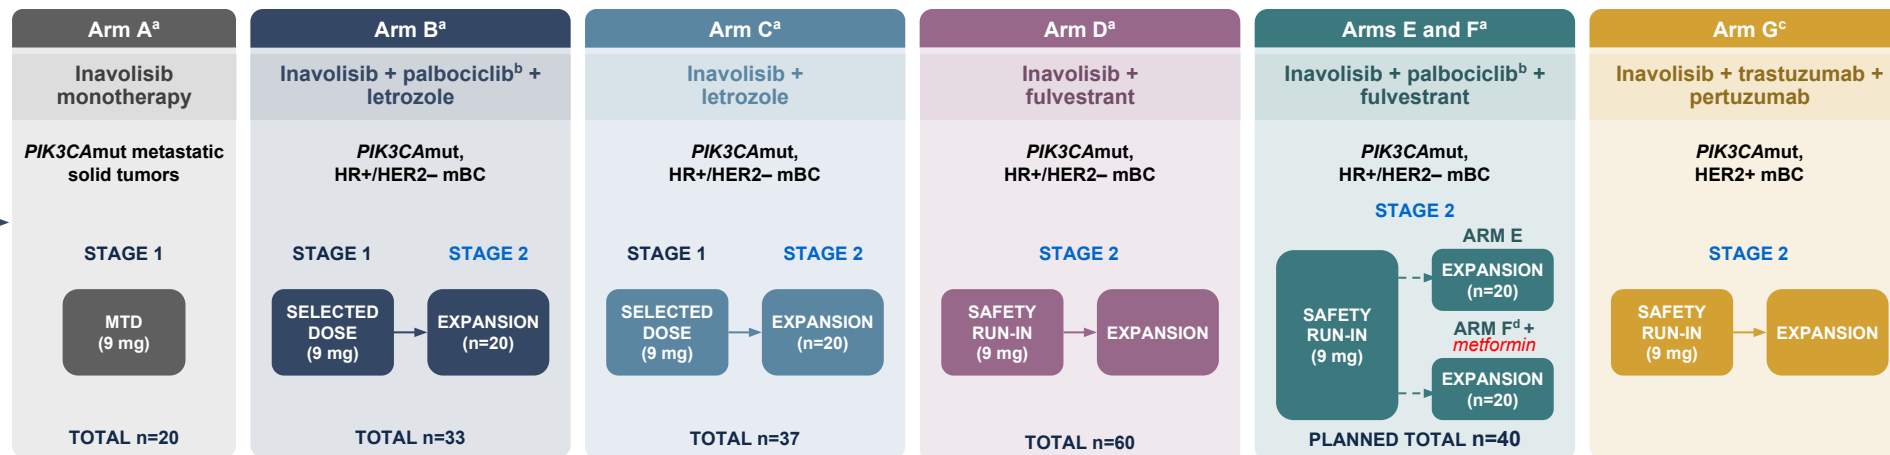 Arm Aª
Inavolisib
monotherapy
PIK3CAmut metastatic
solid tumors
STAGE 1
MTD
(9 mg)
TOTAL n=20
Arm Bª
Inavolisib + palbociclibᵇ +
letrozole
PIK3CAmut,
HR+/HER2– mBC
STAGE 1
STAGE 2
SELECTED
DOSE
(9 mg)
EXPANSION
(n=20)
TOTAL n=33
Arm Cª
Inavolisib +
letrozole
PIK3CAmut,
HR+/HER2– mBC
STAGE 1
STAGE 2
SELECTED
DOSE
(9 mg)
EXPANSION
(n=20)
TOTAL n=37
Arm Dª
Inavolisib +
fulvestrant
PIK3CAmut,
HR+/HER2– mBC
STAGE 2
SAFETY
RUN-IN
(9 mg)
EXPANSION
TOTAL n=60
Arms E and Fª
Inavolisib + palbociclibᵇ +
fulvestrant
PIK3CAmut,
HR+/HER2– mBC
STAGE 2
SAFETY
RUN-IN
(9 mg)
ARM E
EXPANSION
(n=20)
ARM Fᵈ +
metformin
EXPANSION
(n=20)
PLANNED TOTAL n=40
Arm Gᶜ
Inavolisib + trastuzumab +
pertuzumab
PIK3CAmut,
HER2+ mBC
STAGE 2
SAFETY
RUN-IN
(9 mg)
EXPANSION